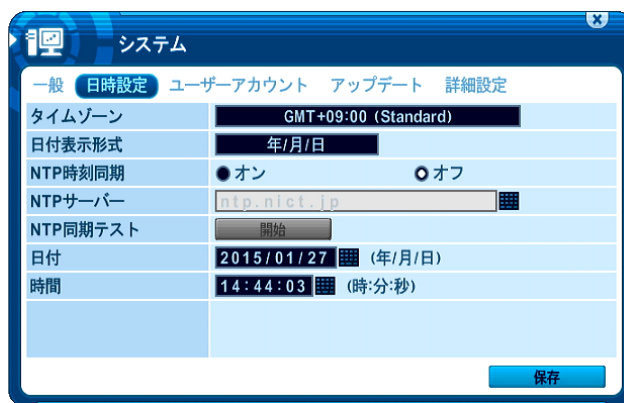 システム
一般 日時設定 ユーザーアカウント アップデート 詳細設定
タイムゾーン GMT+09:00 (Standard)
日付表示形式 年/月/日
NTP時刻同期 オン オフ
NTPサーバー ntp.nict.jp
NTP同期テスト 開始
日付 2015/01/27 (年/月/日)
時間 14:44:03 (時:分:秒)
保存